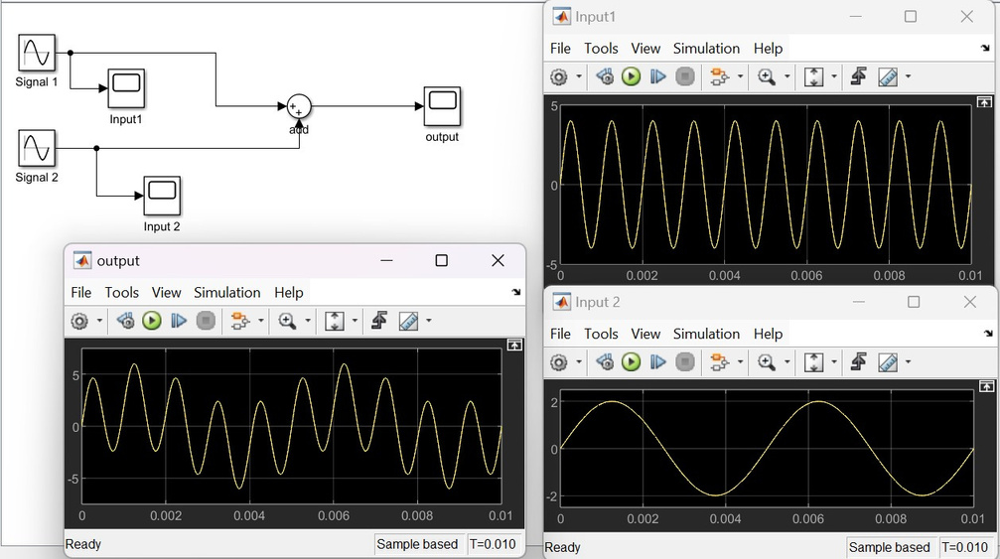 Signal 1
Input1
Signal 2
Input 2
+
+
add
output
Input1
File Tools View Simulation Help
5
0
-5
0 0.002 0.004 0.006 0.008 0.01
output
File Tools View Simulation Help
5
0
-5
0 0.002 0.004 0.006 0.008 0.01
Ready Sample based T=0.010
Input 2
File Tools View Simulation Help
2
0
-2
0 0.002 0.004 0.006 0.008 0.01
Ready Sample based T=0.010